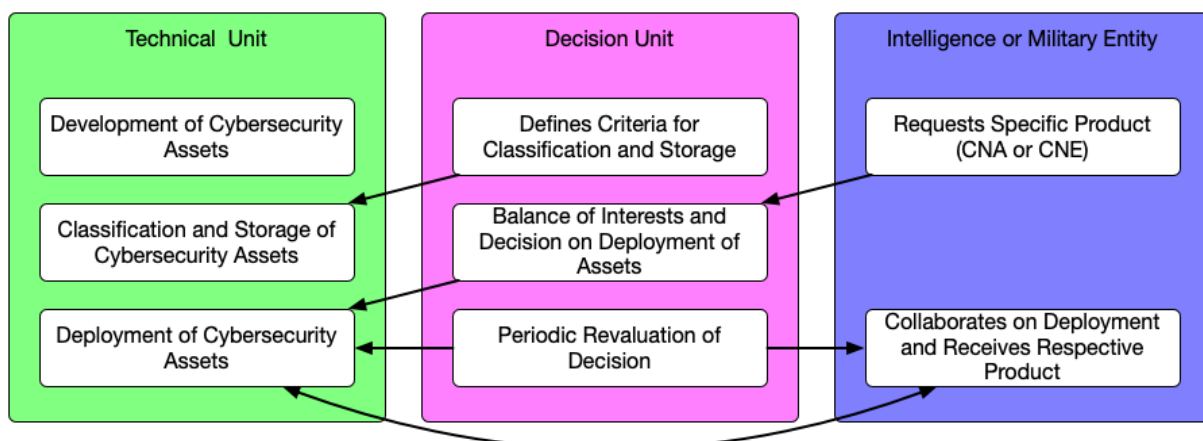 Technical Unit
Development of Cybersecurity
Assets
Classification and Storage of
Cybersecurity Assets
Deployment of Cybersecurity
Assets
Decision Unit
Defines Criteria for
Classification and Storage
Balance of Interests and
Decision on Deployment of
Assets
Periodic Revaluation of
Decision
Intelligence or Military Entity
Requests Specific Product
(CNA or CNE)
Collaborates on Deployment
and Receives Respective
Product